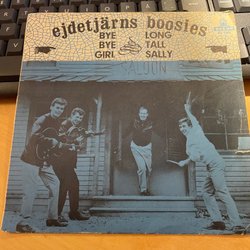 ejdetjärns boosies
BYE LONG
BYE TALL
GIRL SALLY
SALOON